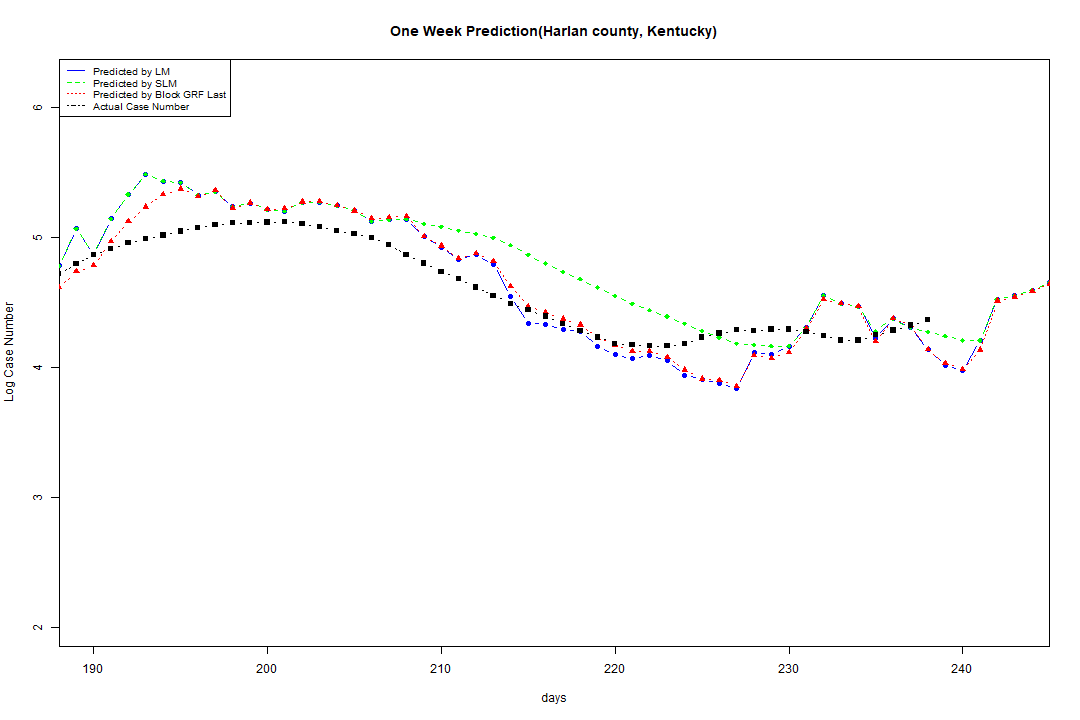 One Week Prediction(Harlan county, Kentucky)
Predicted by LM
Predicted by SLM
Predicted by Block GRF Last
Actual Case Number
6
5
4
3
2
Log Case Number
190 200 210 220 230 240
days